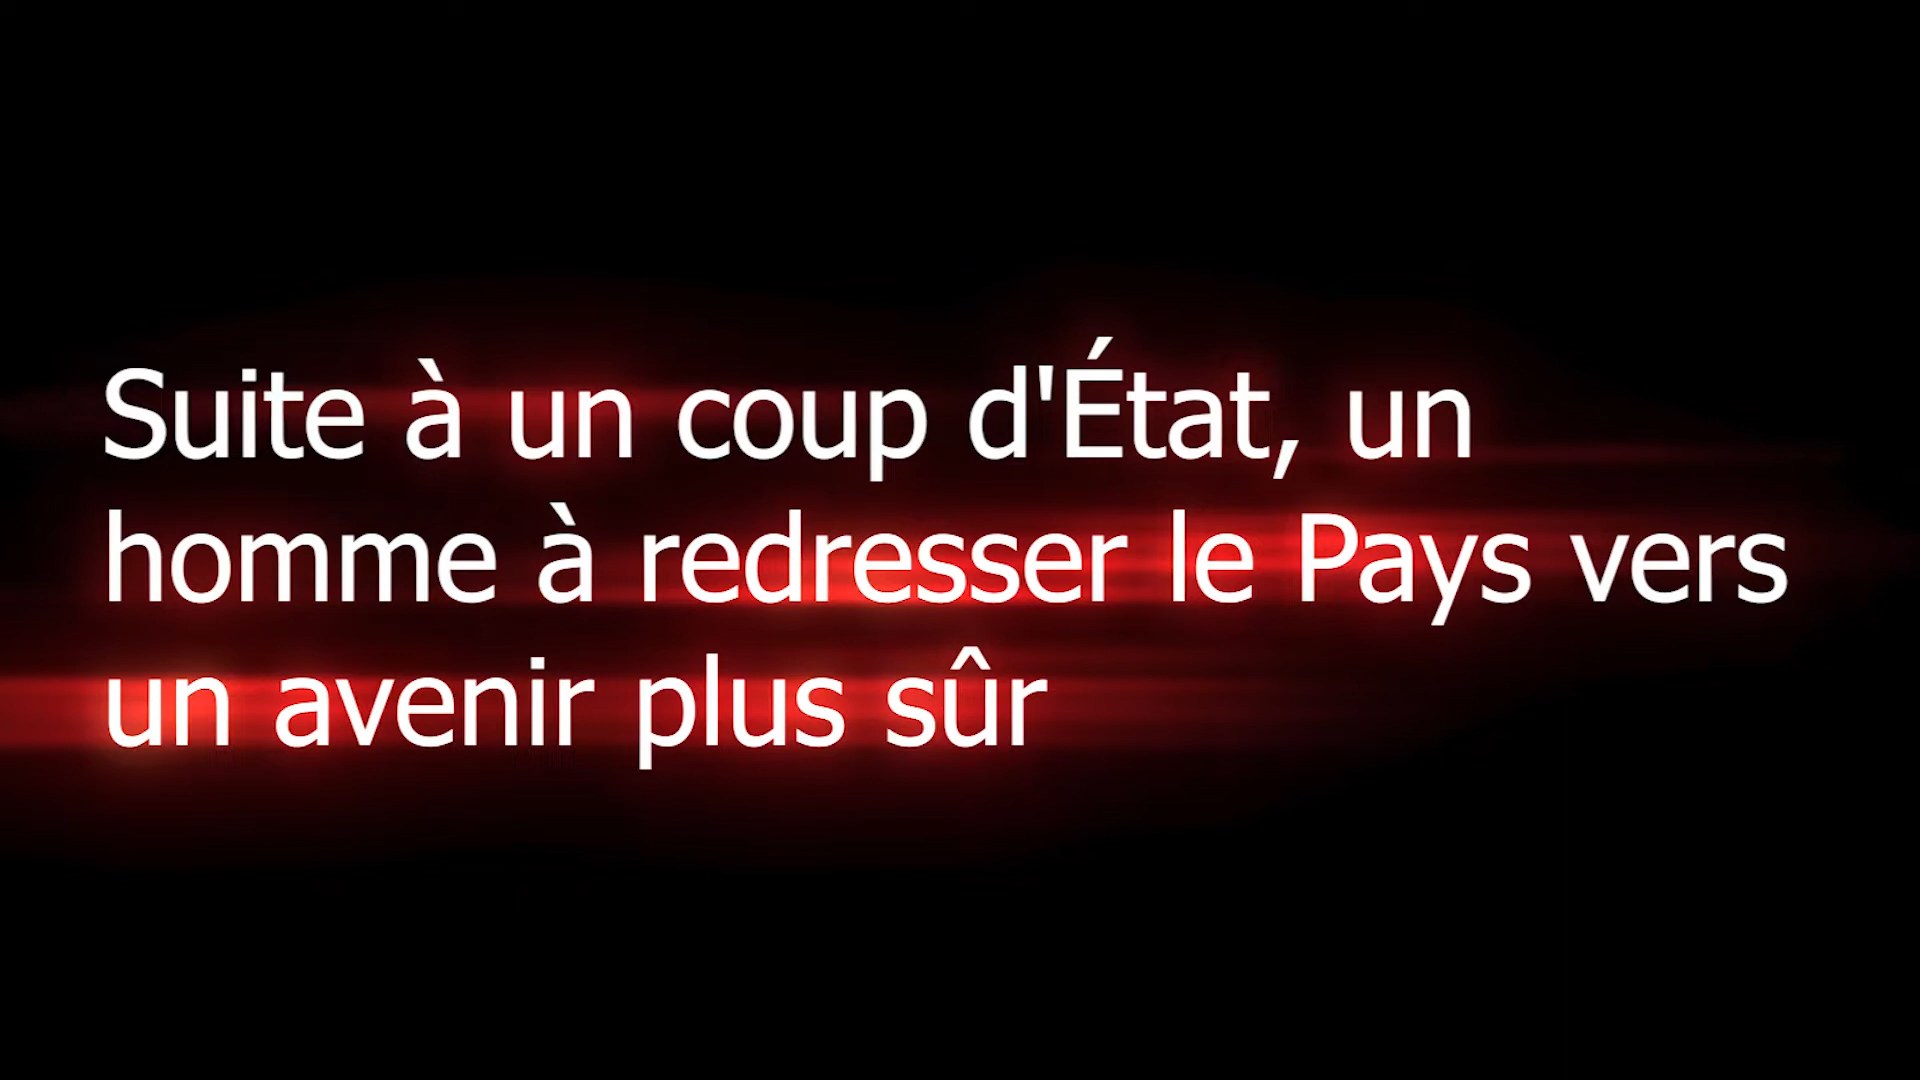 Suite à un coup d'État, un
homme à redresser le Pays vers
un avenir plus sûr